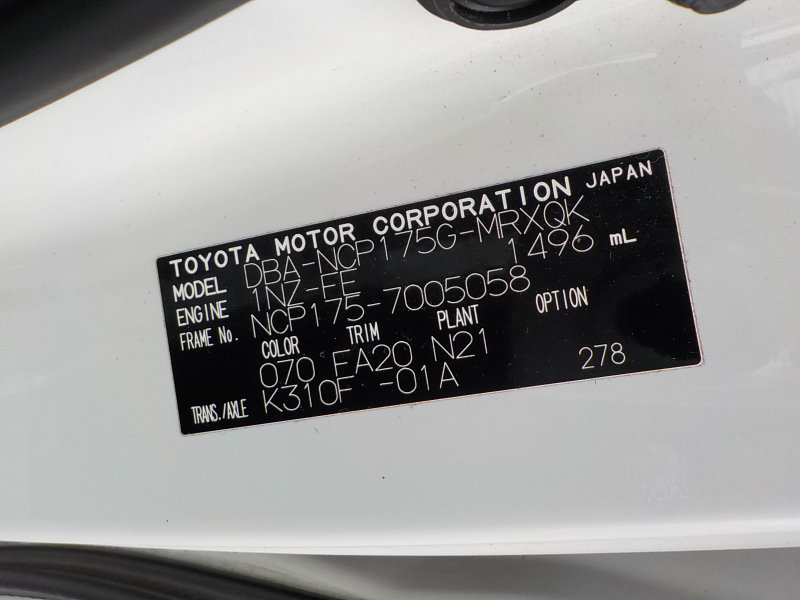 TOYOTA MOTOR CORPORATION JAPAN
MODEL DBA-NCP175G-MRXQK
ENGINE 1NZ-FE 1496 mL
FRAME No. NCP175-7005058
COLOR TRIM PLANT OPTION
070 FA20 N21
TRANS./AXLE K310F -01A 278